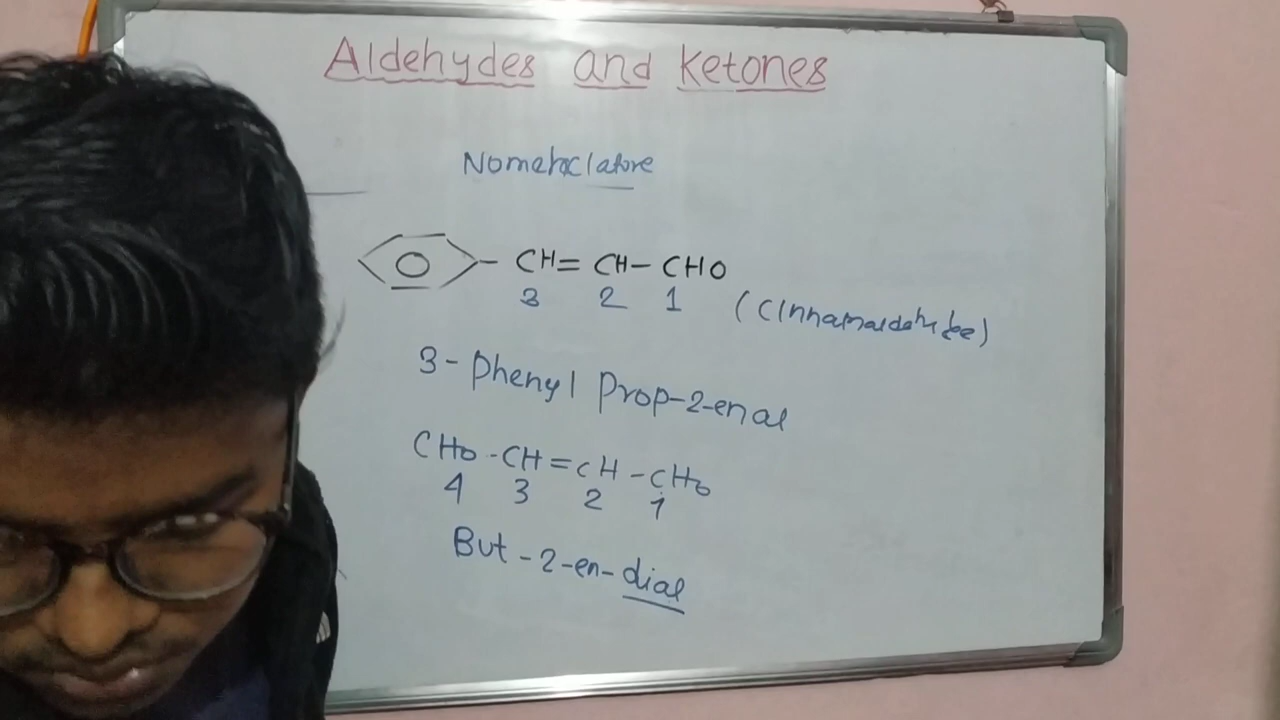 Aldehydes and Ketones
Nomenclature
CH = CH - CHO
3 2 1 (Cinnamaldehyde)
3- Phenyl Prop-2-enal
CHO - CH = CH - CHO
4 3 2 1
But - 2-en-dial